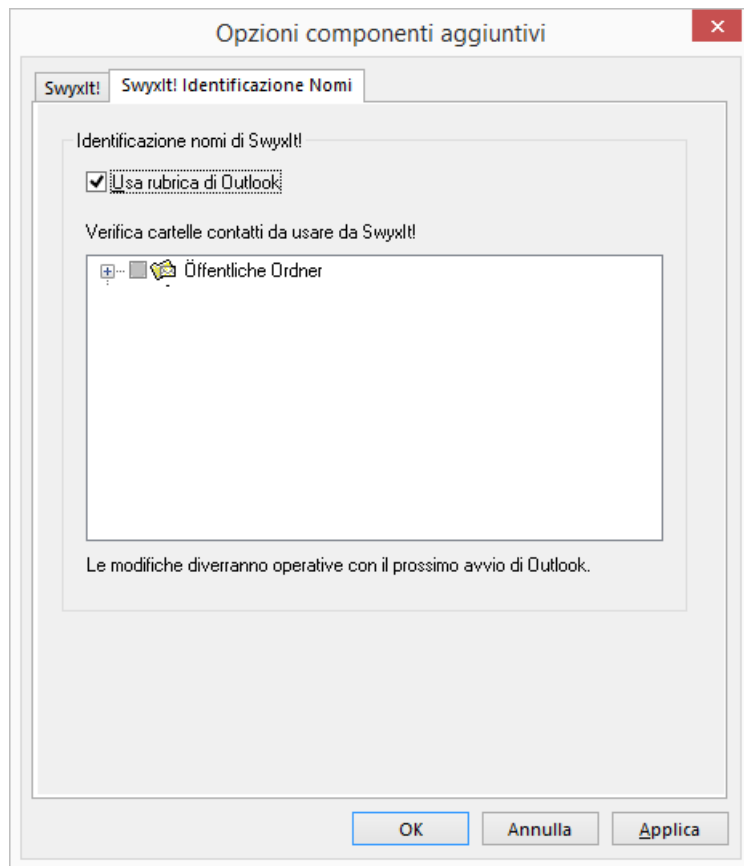 Opzioni componenti aggiuntivi
SwyxIt!
SwyxIt! Identificazione Nomi
Identificazione nomi di SwyxIt!
Usa rubrica di Outlook
Verifica cartelle contatti da usare da SwyxIt!
Öffentliche Ordner
Le modifiche diverranno operative con il prossimo avvio di Outlook.
OK
Annulla
Applica